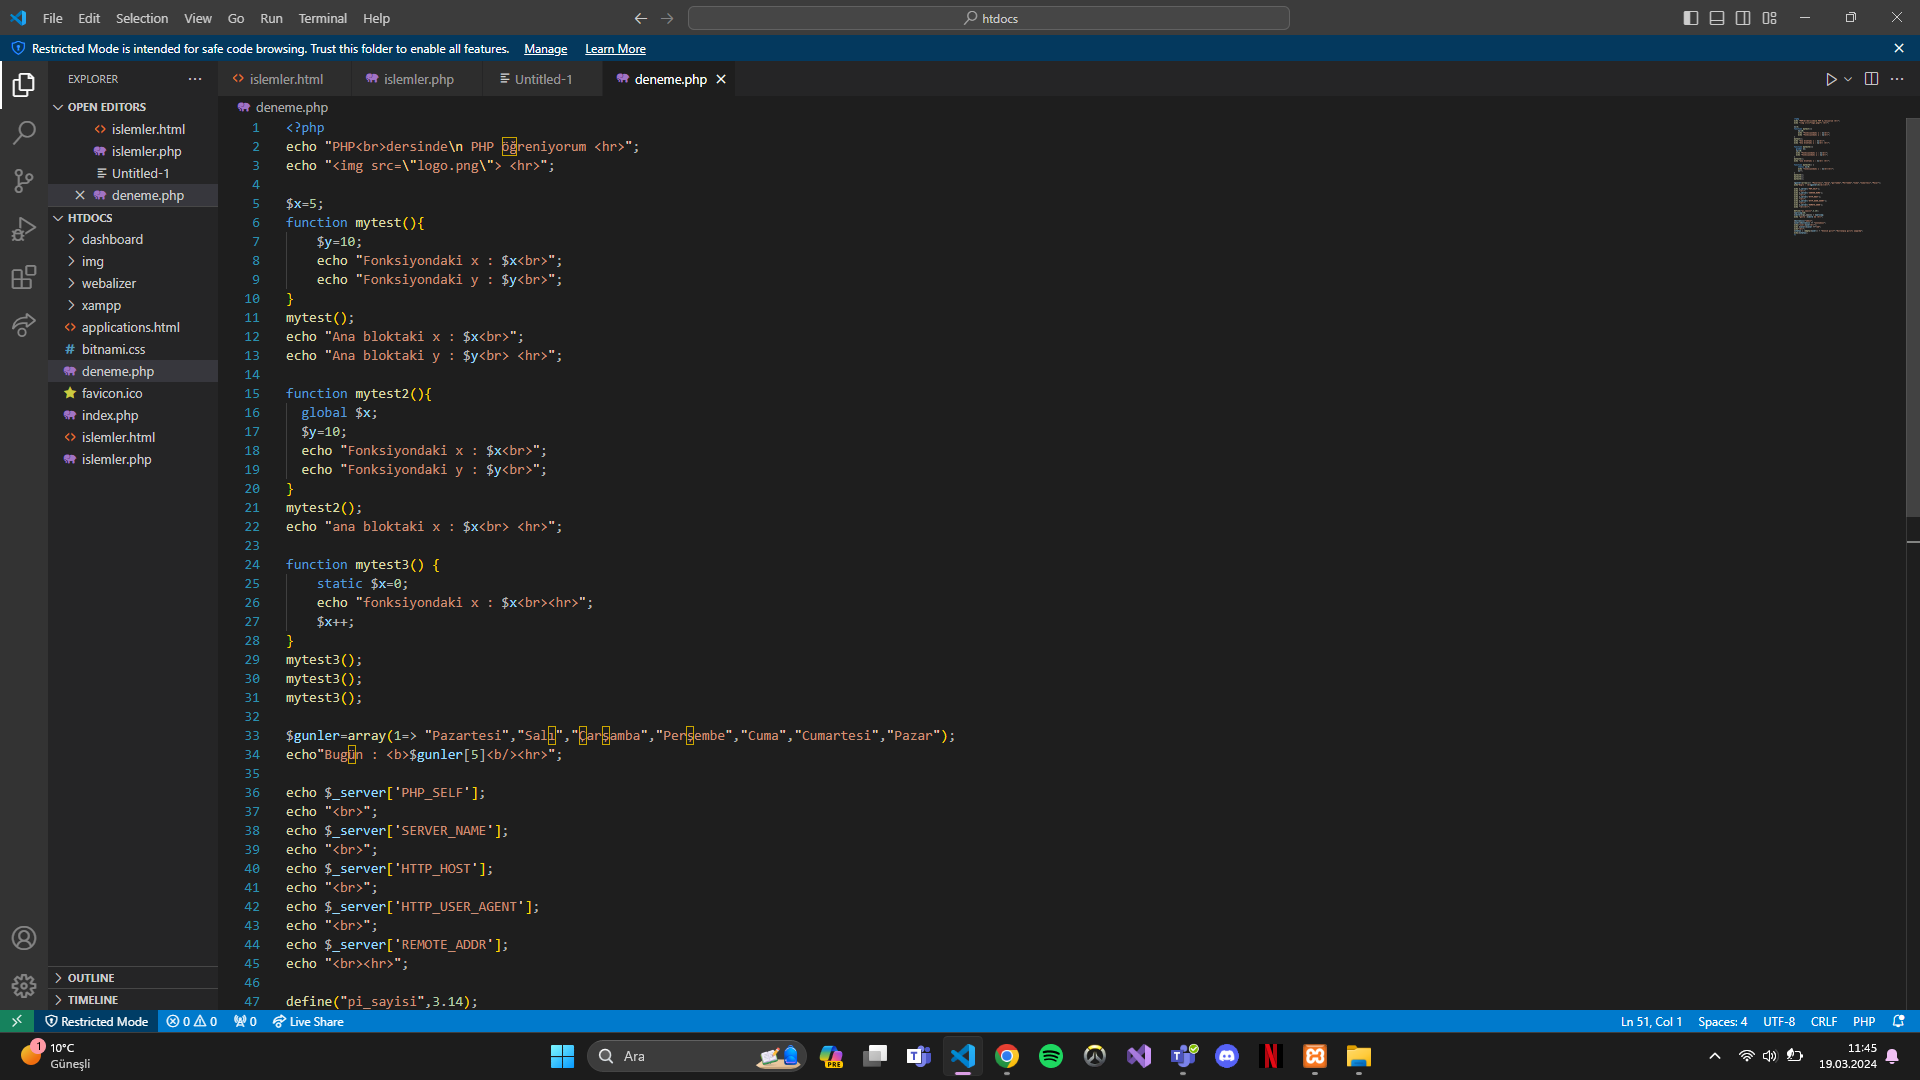 File Edit Selection View Go Run Terminal Help
htdocs
Restricted Mode is intended for safe code browsing. Trust this folder to enable all features. Manage Learn More
EXPLORER
islemler.html
islemler.php
Untitled-1
deneme.php
OPEN EDITORS
islemler.html
islemler.php
Untitled-1
deneme.php
HTDOCS
dashboard
img
webalizer
xampp
applications.html
bitnami.css
deneme.php
favicon.ico
index.php
islemler.html
islemler.php
OUTLINE
TIMELINE
deneme.php
1 <?php
2 echo "PHP<br>dersinde\n PHP öğreniyorum <hr>";
3 echo "<img src=\"logo.png\"> <hr>";
4
5 $x=5;
6 function mytest(){
7 $y=10;
8 echo "Fonksiyondaki x : $x<br>";
9 echo "Fonksiyondaki y : $y<br>";
10 }
11 mytest();
12 echo "Ana bloktaki x : $x<br>";
13 echo "Ana bloktaki y : $y<br> <hr>";
14
15 function mytest2(){
16 global $x;
17 $y=10;
18 echo "Fonksiyondaki x : $x<br>";
19 echo "Fonksiyondaki y : $y<br>";
20 }
21 mytest2();
22 echo "ana bloktaki x : $x<br> <hr>";
23
24 function mytest3() {
25 static $x=0;
26 echo "fonksiyondaki x : $x<br><hr>";
27 $x++;
28 }
29 mytest3();
30 mytest3();
31 mytest3();
32
33 $gunler=array(1=> "Pazartesi","Salı","Çarşamba","Perşembe","Cuma","Cumartesi","Pazar");
34 echo"Bugün : <b>$gunler[5]<b/><hr>";
35
36 echo $_server['PHP_SELF'];
37 echo "<br>";
38 echo $_server['SERVER_NAME'];
39 echo "<br>";
40 echo $_server['HTTP_HOST'];
41 echo "<br>";
42 echo $_server['HTTP_USER_AGENT'];
43 echo "<br>";
44 echo $_server['REMOTE_ADDR'];
45 echo "<br><hr>";
46
47 define("pi_sayisi",3.14);
Restricted Mode 0 0 0 Live Share
Ln 51, Col 1 Spaces: 4 UTF-8 CRLF PHP
1
10°C
Güneşli
Ara
PRE
11:45
19.03.2024